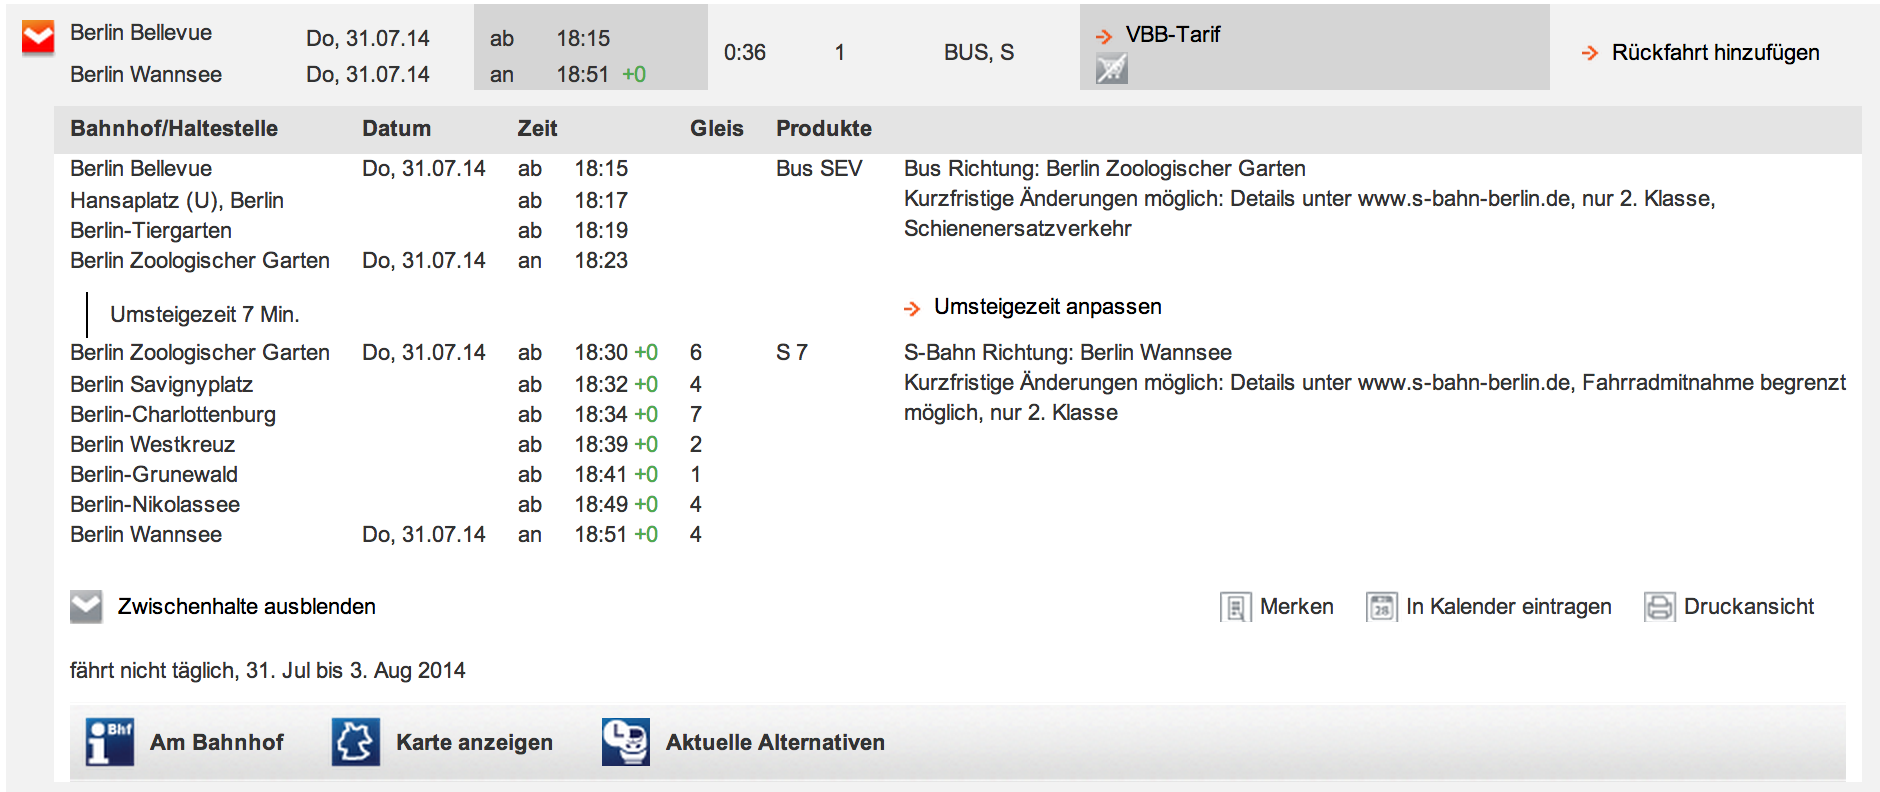 Berlin Bellevue Do, 31.07.14 ab 18:15
Berlin Wannsee Do, 31.07.14 an 18:51 +0
0:36 1 BUS, S
VBB-Tarif
Rückfahrt hinzufügen
Bahnhof/Haltestelle Datum Zeit Gleis Produkte
Berlin Bellevue Do, 31.07.14 ab 18:15 Bus SEV Bus Richtung: Berlin Zoologischer Garten
Hansaplatz (U), Berlin ab 18:17 Kurzfristige Änderungen möglich: Details unter www.s-bahn-berlin.de, nur 2. Klasse,
Berlin-Tiergarten ab 18:19 Schienenersatzverkehr
Berlin Zoologischer Garten Do, 31.07.14 an 18:23
Umsteigezeit 7 Min. Umsteigezeit anpassen
Berlin Zoologischer Garten Do, 31.07.14 ab 18:30 +0 6 S 7 S-Bahn Richtung: Berlin Wannsee
Berlin Savignyplatz ab 18:32 +0 4 Kurzfristige Änderungen möglich: Details unter www.s-bahn-berlin.de, Fahrradmitnahme begrenzt
Berlin-Charlottenburg ab 18:34 +0 7 möglich, nur 2. Klasse
Berlin Westkreuz ab 18:39 +0 2
Berlin-Grunewald ab 18:41 +0 1
Berlin-Nikolassee ab 18:49 +0 4
Berlin Wannsee Do, 31.07.14 an 18:51 +0 4
Zwischenhalte ausblenden Merken 28 In Kalender eintragen Druckansicht
fährt nicht täglich, 31. Jul bis 3. Aug 2014
i Bhf Am Bahnhof Karte anzeigen Aktuelle Alternativen